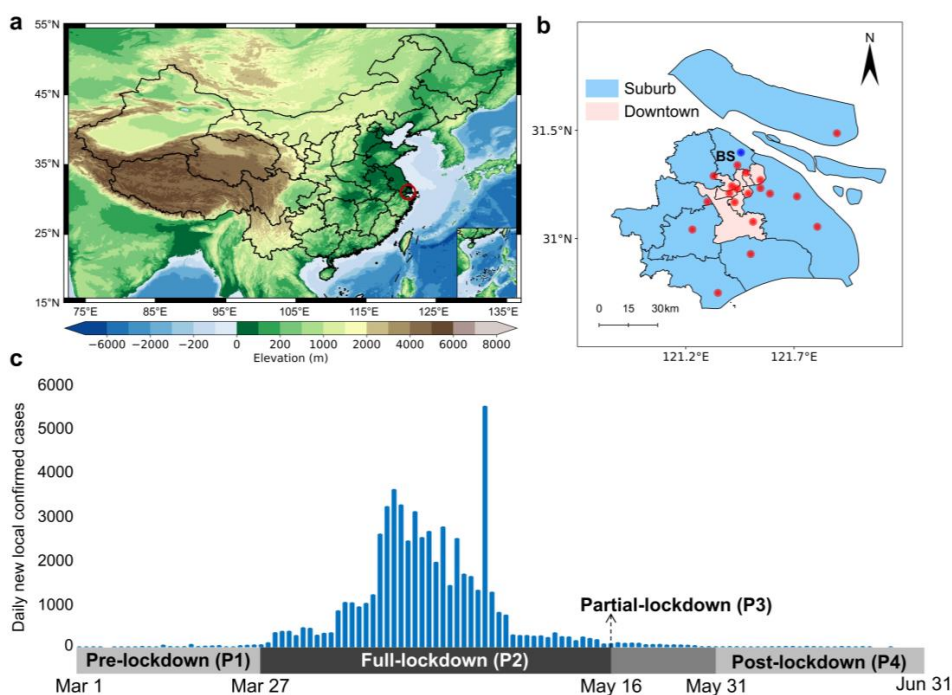 a
55°N
45°N
35°N
25°N
15°N
75°E 85°E 95°E 105°E 115°E 125°E 135°E
−6000 −2000 −200 0 200 1000 2000 4000 6000 8000
Elevation (m)
b
N
Suburb
Downtown
31.5°N
BS
31°N
0 15 30km
121.2°E 121.7°E
c
Daily new local confirmed cases
6000
5000
4000
3000
2000
1000
0
Partial-lockdown (P3)
Pre-lockdown (P1) Full-lockdown (P2) Post-lockdown (P4)
Mar 1 Mar 27 May 16 May 31 Jun 31